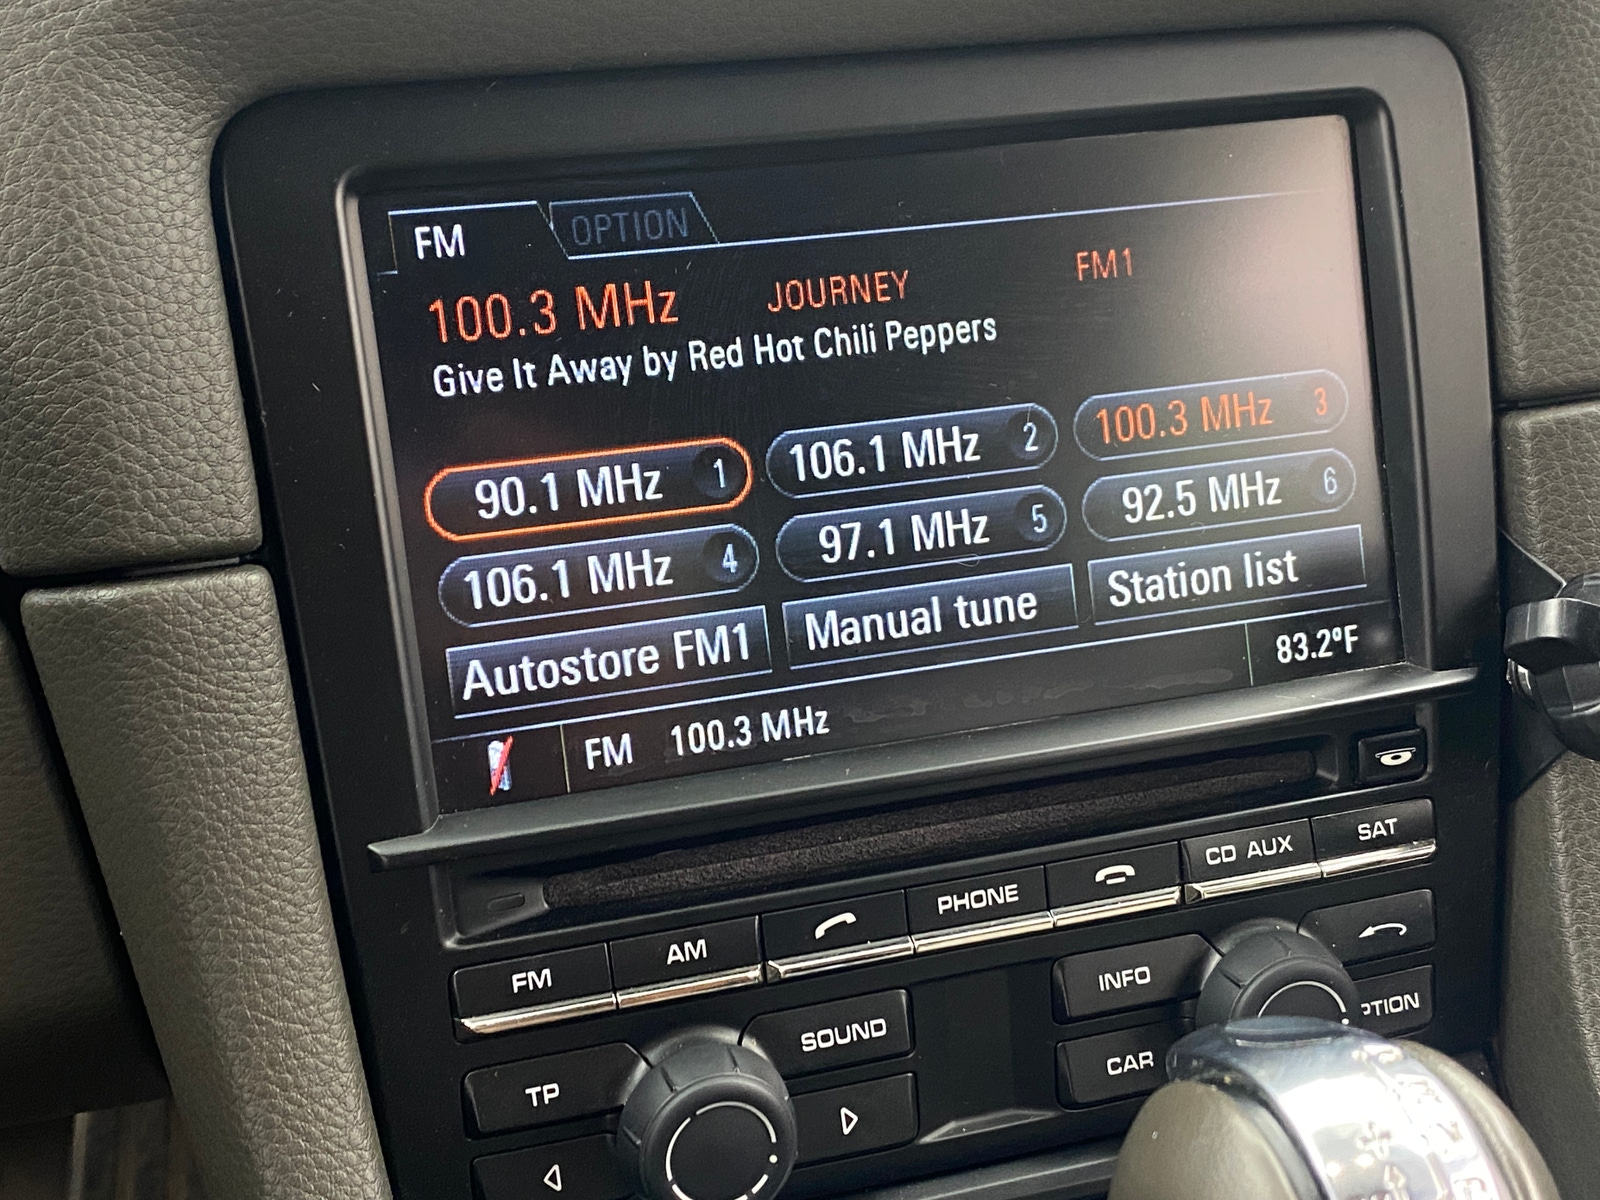 FM OPTION
100.3 MHz JOURNEY FM1
Give It Away by Red Hot Chili Peppers
90.1 MHz 1 106.1 MHz 2 100.3 MHz 3
106.1 MHz 4 97.1 MHz 5 92.5 MHz 6
Autostore FM1 Manual tune Station list
FM 100.3 MHz 83.2°F
FM AM PHONE CD AUX SAT
TP SOUND INFO PTION
CAR